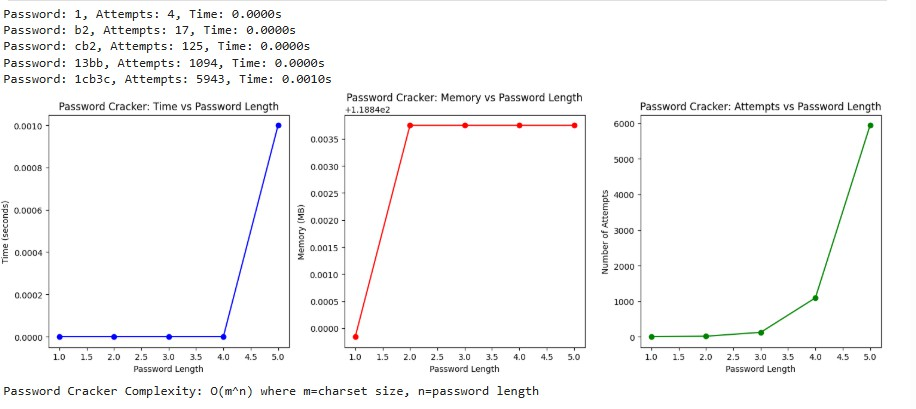 Password: 1, Attempts: 4, Time: 0.0000s
Password: b2, Attempts: 17, Time: 0.0000s
Password: cb2, Attempts: 125, Time: 0.0000s
Password: 13bb, Attempts: 1094, Time: 0.0000s
Password: 1cb3c, Attempts: 5943, Time: 0.0010s
Password Cracker: Time vs Password Length
0.0010
0.0008
0.0006
0.0004
0.0002
0.0000
Time (seconds)
1.0 1.5 2.0 2.5 3.0 3.5 4.0 4.5 5.0
Password Length
Password Cracker: Memory vs Password Length
+1.1884e2
0.0035
0.0030
0.0025
0.0020
0.0015
0.0010
0.0005
0.0000
Memory (MB)
1.0 1.5 2.0 2.5 3.0 3.5 4.0 4.5 5.0
Password Length
Password Cracker: Attempts vs Password Length
6000
5000
4000
3000
2000
1000
0
Number of Attempts
1.0 1.5 2.0 2.5 3.0 3.5 4.0 4.5 5.0
Password Length
Password Cracker Complexity: O(m^n) where m=charset size, n=password length